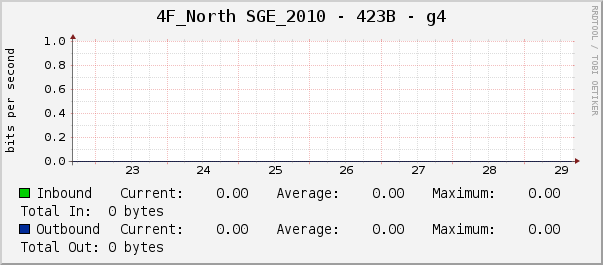 4F_North SGE_2010 - 423B - g4
RRDTOOL / TOBI OETIKER
bits per second
1.0
0.8
0.6
0.4
0.2
0.0
23 24 25 26 27 28 29
Inbound Current: 0.00 Average: 0.00 Maximum: 0.00
Total In: 0 bytes
Outbound Current: 0.00 Average: 0.00 Maximum: 0.00
Total Out: 0 bytes